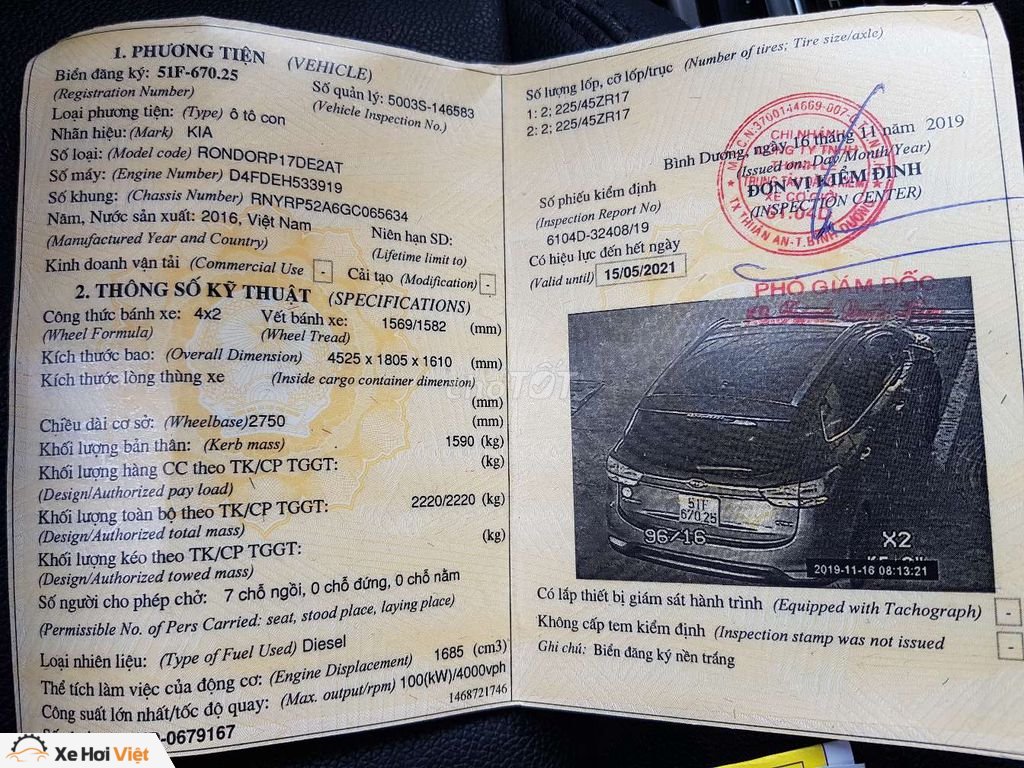 1. PHƯƠNG TIỆN (VEHICLE)
Biển đăng ký: 51F-670.25
(Registration Number)
Số quản lý: 5003S-146583
(Vehicle Inspection No.)
Loại phương tiện: (Type) ô tô con
Nhãn hiệu: (Mark) KIA
Số loại: (Model code) RONDORP17DE2AT
Số máy: (Engine Number) D4FDEH533919
Số khung: (Chassis Number) RNYRP52A6GC065634
Năm, Nước sản xuất: 2016, Việt Nam
(Manufactured Year and Country)
Niên hạn SD:
(Lifetime limit to)
Kinh doanh vận tải (Commercial Use - Cải tạo (Modification) -
2. THÔNG SỐ KỸ THUẬT (SPECIFICATIONS)
Công thức bánh xe: 4x2 Vết bánh xe: 1569/1582 (mm)
(Wheel Formula) (Wheel Tread)
Kích thước bao: (Overall Dimension) 4525 x 1805 x 1610 (mm)
Kích thước lòng thùng xe (Inside cargo container dimension)
(mm)
Chiều dài cơ sở: (Wheelbase)2750 (mm)
Khối lượng bản thân: (Kerb mass) 1590 (kg)
Khối lượng hàng CC theo TK/CP TGGT: (kg)
(Design/Authorized pay load)
Khối lượng toàn bộ theo TK/CP TGGT: 2220/2220 (kg)
(Design/Authorized total mass)
Khối lượng kéo theo TK/CP TGGT: (kg)
(Design/Authorized towed mass)
Số người cho phép chở: 7 chỗ ngồi, 0 chỗ đứng, 0 chỗ nằm
(Permissible No. of Pers Carried: seat, stood place, laying place)
Loại nhiên liệu: (Type of Fuel Used) Diesel
Thể tích làm việc của động cơ: (Engine Displacement) 1685 (cm3)
Công suất lớn nhất/tốc độ quay: (Max. output/rpm) 100(kW)/4000vph
1468721746
-0679167
Số lượng lốp, cỡ lốp/trục (Number of tires; Tire size/axle)
1: 2; 225/45ZR17
2: 2; 225/45ZR17
Bình Dương, ngày 16 tháng 11 năm 2019
(Issued on: Day/Month/Year)
ĐƠN VỊ KIỂM ĐỊNH
(INSPECTION CENTER)
CHI NHÁNH
CÔNG TY TNHH
XE CƠ GIỚI
61.04D
TX THUẬN AN-T. BÌNH DƯƠNG
Số phiếu kiểm định
(Inspection Report No)
6104D-32408/19
Có hiệu lực đến hết ngày
(Valid until) 15/05/2021
PHÓ GIÁM ĐỐC
51F
670.25
96/16
X2
2019-11-16 08:13:21
Có lắp thiết bị giám sát hành trình (Equipped with Tachograph) -
Không cấp tem kiểm định (Inspection stamp was not issued -
Ghi chú: Biển đăng ký nền trắng
Xe Hơi Việt